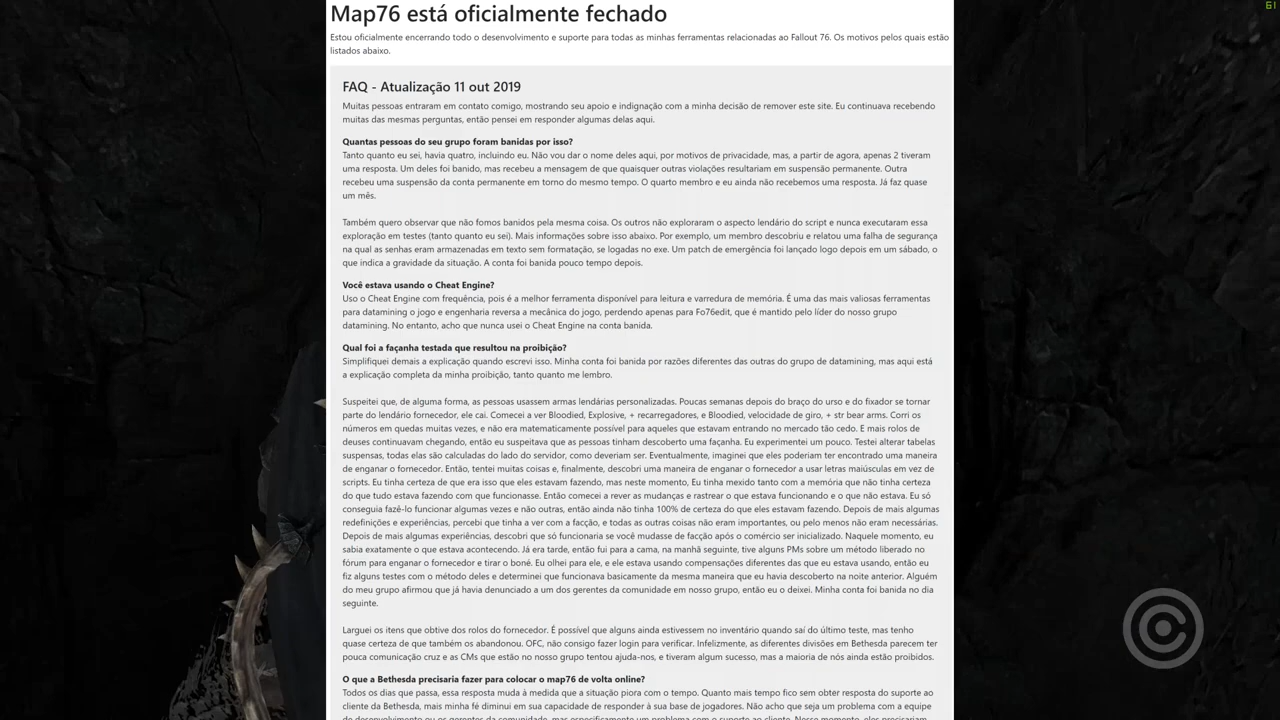 Map76 está oficialmente fechado
61
Estou oficialmente encerrando todo o desenvolvimento e suporte para todas as minhas ferramentas relacionadas ao Fallout 76. Os motivos pelos quais estão
listados abaixo.
FAQ - Atualização 11 out 2019
Muitas pessoas entraram em contato comigo, mostrando seu apoio e indignação com a minha decisão de remover este site. Eu continuava recebendo
muitas das mesmas perguntas, então pensei em responder algumas delas aqui.
Quantas pessoas do seu grupo foram banidas por isso?
Tanto quanto eu sei, havia quatro, incluindo eu. Não vou dar o nome deles aqui, por motivos de privacidade, mas, a partir de agora, apenas 2 tiveram
uma resposta. Um deles foi banido, mas recebeu a mensagem de que quaisquer outras violações resultariam em suspensão permanente. Outra
recebeu uma suspensão da conta permanente em torno do mesmo tempo. O quarto membro e eu ainda não recebemos uma resposta. Já faz quase
um mês.
Também quero observar que não fomos banidos pela mesma coisa. Os outros não exploraram o aspecto lendário do script e nunca executaram essa
exploração em testes (tanto quanto eu sei). Mais informações sobre isso abaixo. Por exemplo, um membro descobriu e relatou uma falha de segurança
na qual as senhas eram armazenadas em texto sem formatação, se logadas no exe. Um patch de emergência foi lançado logo depois em um sábado, o
que indica a gravidade da situação. A conta foi banida pouco tempo depois.
Você estava usando o Cheat Engine?
Uso o Cheat Engine com frequência, pois é a melhor ferramenta disponível para leitura e varredura de memória. É uma das mais valiosas ferramentas
para datamining o jogo e engenharia reversa a mecânica do jogo, perdendo apenas para Fo76edit, que é mantido pelo líder do nosso grupo
datamining. No entanto, acho que nunca usei o Cheat Engine na conta banida.
Qual foi a façanha testada que resultou na proibição?
Simplifiquei demais a explicação quando escrevi isso. Minha conta foi banida por razões diferentes das outras do grupo de datamining, mas aqui está
a explicação completa da minha proibição, tanto quanto me lembro.
Suspeitei que, de alguma forma, as pessoas usassem armas lendárias personalizadas. Poucas semanas depois do braço do urso e do fixador se tornar
parte do lendário fornecedor, ele cai. Comecei a ver Bloodied, Explosive, + recarregadores, e Bloodied, velocidade de giro, + str bear arms. Corri os
números em quedas muitas vezes, e não era matematicamente possível para aqueles que estavam entrando no mercado tão cedo. E mais rolos de
deuses continuavam chegando, então eu suspeitava que as pessoas tinham descoberto uma façanha. Eu experimentei um pouco. Testei alterar tabelas
suspensas, todas elas são calculadas do lado do servidor, como deveriam ser. Eventualmente, imaginei que eles poderiam ter encontrado uma maneira
de enganar o fornecedor. Então, tentei muitas coisas e, finalmente, descobri uma maneira de enganar o fornecedor a usar letras maiúsculas em vez de
scripts. Eu tinha certeza de que era isso que eles estavam fazendo, mas neste momento, Eu tinha mexido tanto com a memória que não tinha certeza
do que tudo estava fazendo com que funcionasse. Então comecei a rever as mudanças e rastrear o que estava funcionando e o que não estava. Eu só
conseguia fazê-lo funcionar algumas vezes e não outras, então ainda não tinha 100% de certeza do que eles estavam fazendo. Depois de mais algumas
redefinições e experiências, percebi que tinha a ver com a facção, e todas as outras coisas não eram importantes, ou pelo menos não eram necessárias.
Depois de mais algumas experiências, descobri que só funcionaria se você mudasse de facção após o comércio ser inicializado. Naquele momento, eu
sabia exatamente o que estava acontecendo. Já era tarde, então fui para a cama, na manhã seguinte, tive alguns PMs sobre um método liberado no
fórum para enganar o fornecedor e tirar o boné. Eu olhei para ele, e ele estava usando compensações diferentes das que eu estava usando, então eu
fiz alguns testes com o método deles e determinei que funcionava basicamente da mesma maneira que eu havia descoberto na noite anterior. Alguém
do meu grupo afirmou que já havia denunciado a um dos gerentes da comunidade em nosso grupo, então eu o deixei. Minha conta foi banida no dia
seguinte.
Larguei os itens que obtive dos rolos do fornecedor. É possível que alguns ainda estivessem no inventário quando saí do último teste, mas tenho
quase certeza de que também os abandonou. OFC, não consigo fazer login para verificar. Infelizmente, as diferentes divisões em Bethesda parecem ter
pouca comunicação cruz e as CMs que estão no nosso grupo tentou ajuda-nos, e tiveram algum sucesso, mas a maioria de nós ainda estão proibidos.
O que a Bethesda precisaria fazer para colocar o map76 de volta online?
Todos os dias que passa, essa resposta muda à medida que a situação piora com o tempo. Quanto mais tempo fico sem obter resposta do suporte ao
cliente da Bethesda, mais minha fé diminui em sua capacidade de responder à sua base de jogadores. Não acho que seja um problema com a equipe
de desenvolvimento ou os gerentes da comunidade, mas especificamente um problema com o suporte ao cliente. Nesse momento, eles precisariam